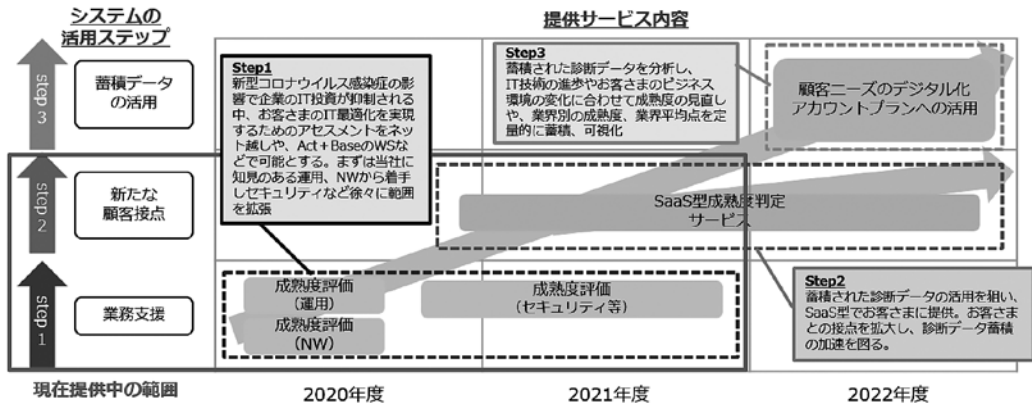 システムの
活用ステップ
提供サービス内容
step 3
蓄積データ
の活用
Step1
新型コロナウイルス感染症の影
響で企業のIT投資が抑制される
中、お客さまのIT最適化を実現
するためのアセスメントをネッ
ト越しや、Act+BaseのWSな
どで可能とする。まずは当社に
知見のある運用、NWから着手
しセキュリティなど徐々に範囲
を拡張
Step3
蓄積された診断データを分析し、
IT技術の進歩やお客さまのビジネス
環境の変化に合わせて成熟度の見直し
や、業界別の成熟度、業界平均点を定
量的に蓄積、可視化
顧客ニーズのデジタル化
アカウントプランへの活用
step 2
新たな
顧客接点
SaaS型成熟度判定
サービス
step 1
業務支援
成熟度評価
(運用)
成熟度評価
(NW)
成熟度評価
(セキュリティ等)
Step2
蓄積された診断データの活用を狙い、
SaaS型でお客さまに提供。お客さま
との接点を拡大し、診断データ蓄積
の加速を図る。
現在提供中の範囲
2020年度
2021年度
2022年度